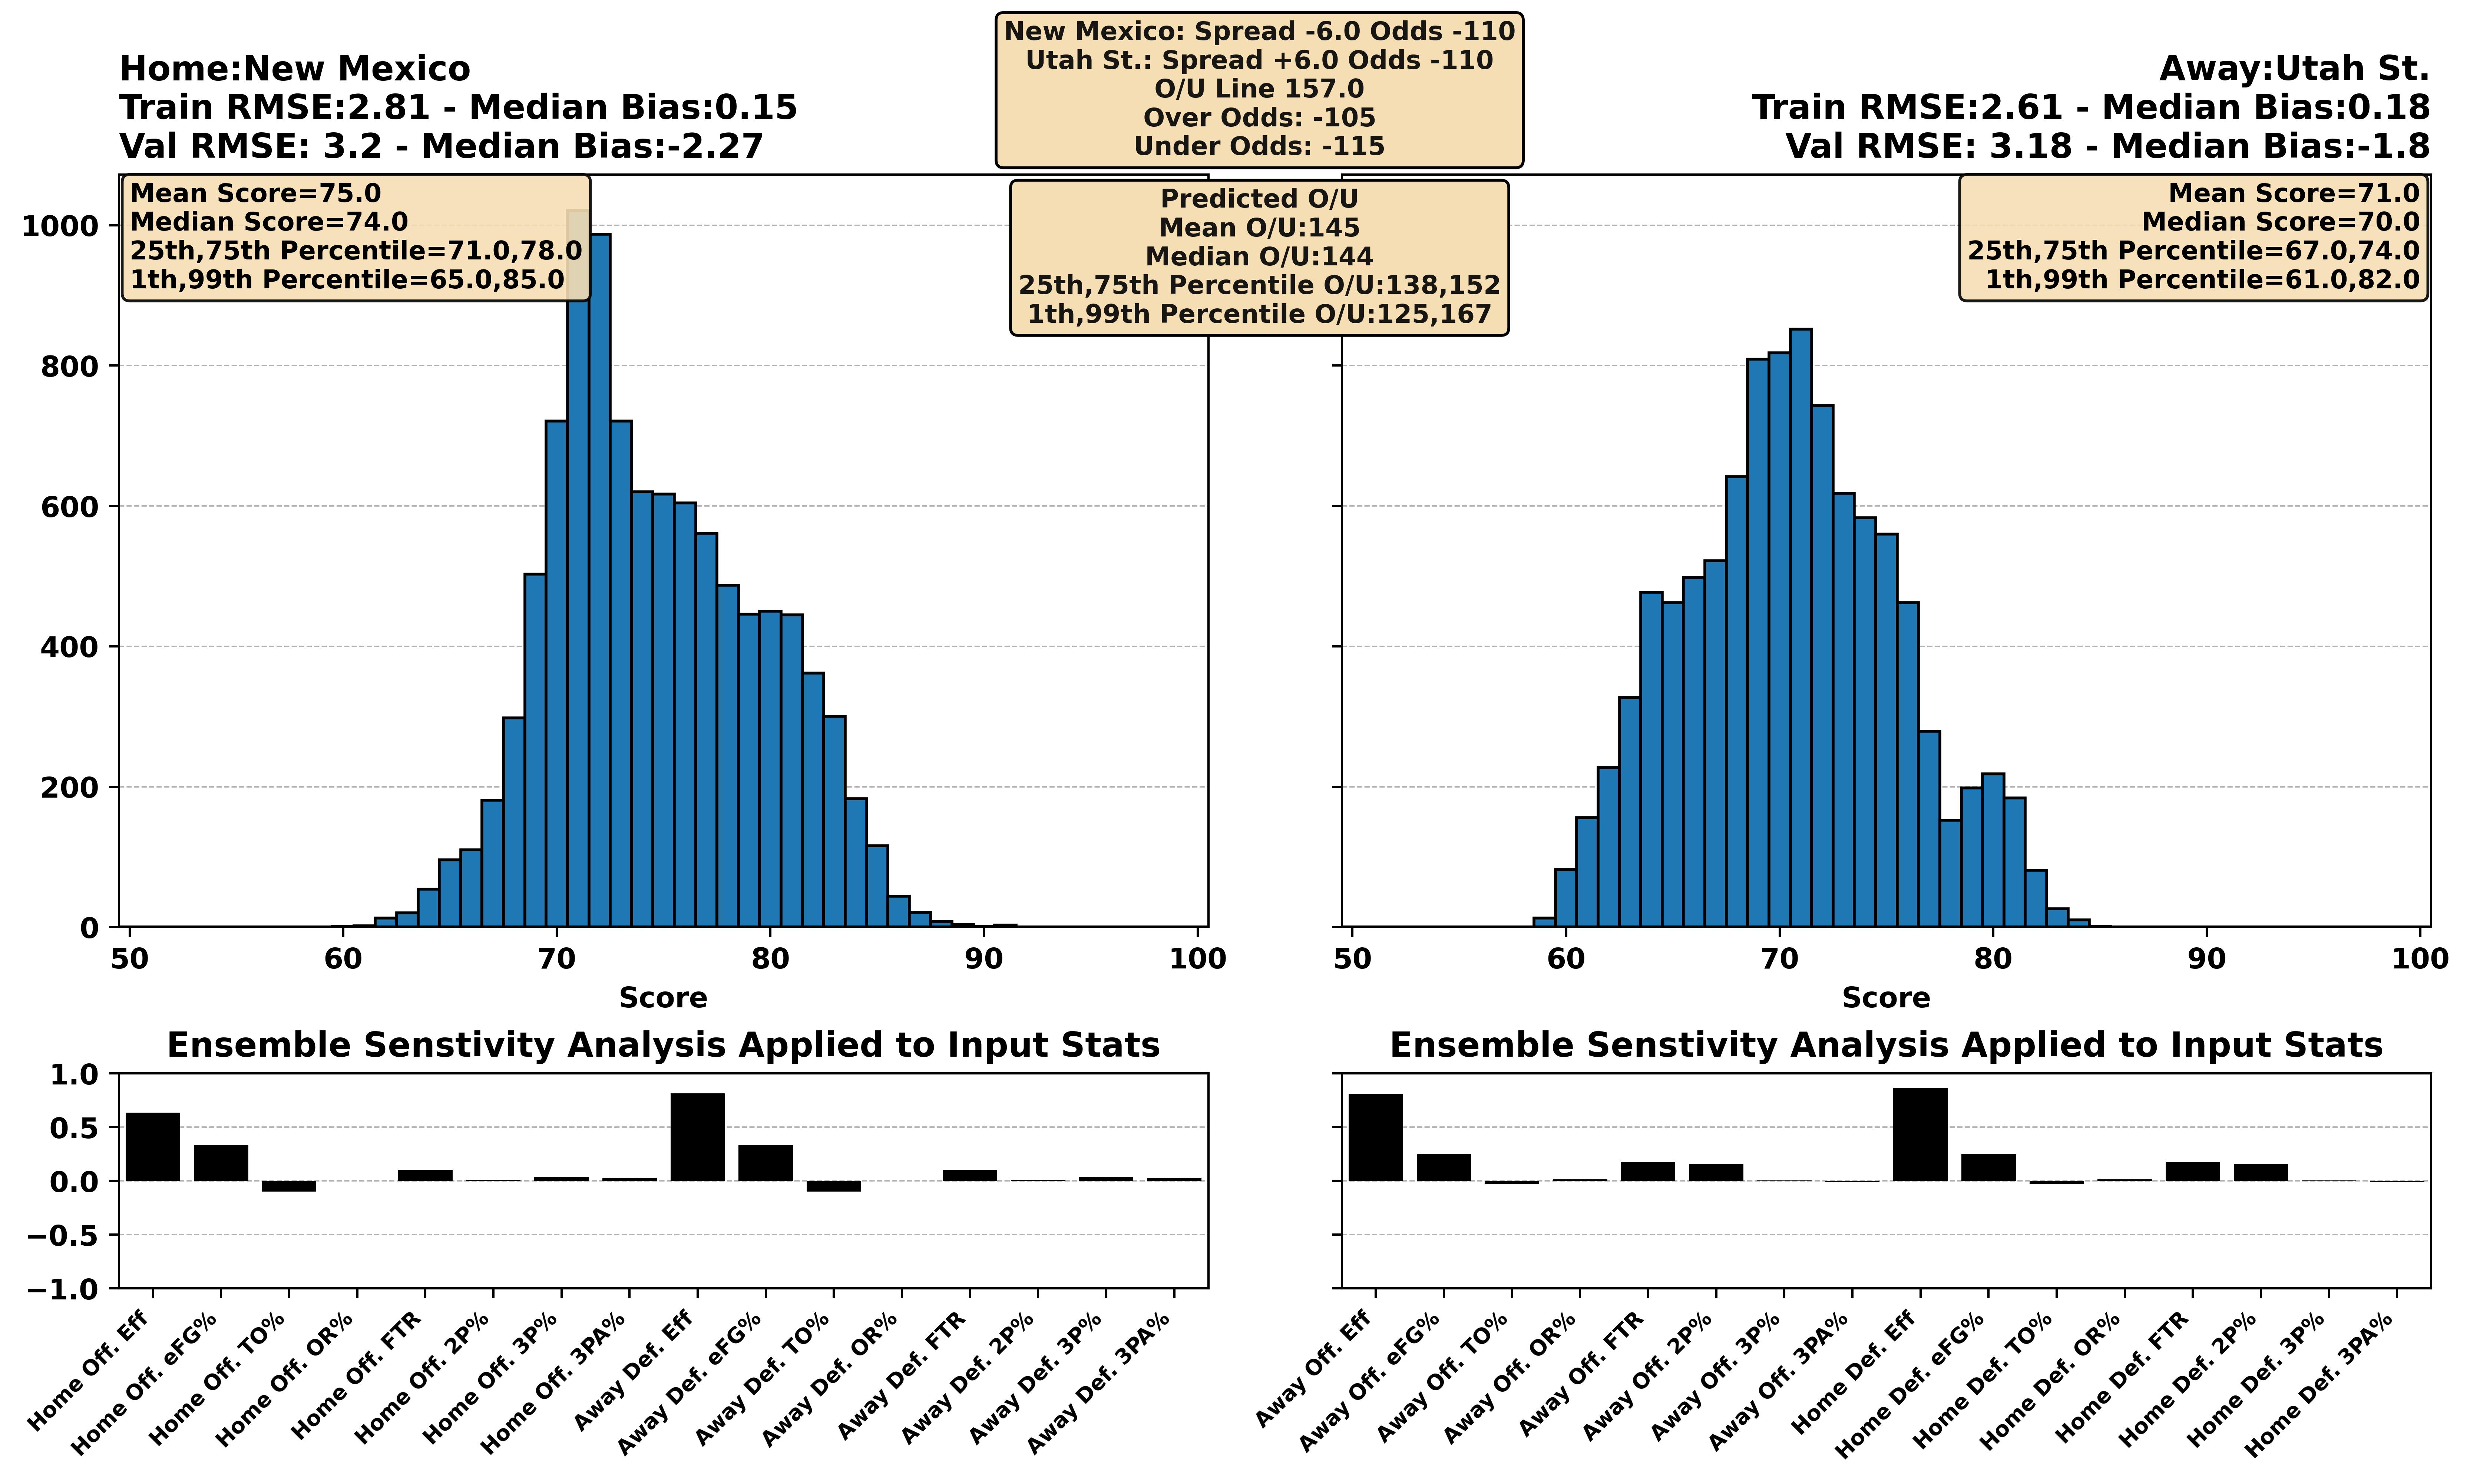 New Mexico: Spread -6.0 Odds -110
Utah St.: Spread +6.0 Odds -110
O/U Line 157.0
Over Odds: -105
Under Odds: -115
Home:New Mexico
Train RMSE:2.81 - Median Bias:0.15
Val RMSE: 3.2 - Median Bias:-2.27
Away:Utah St.
Train RMSE:2.61 - Median Bias:0.18
Val RMSE: 3.18 - Median Bias:-1.8
Mean Score=75.0
Median Score=74.0
25th,75th Percentile=71.0,78.0
1th,99th Percentile=65.0,85.0
Predicted O/U
Mean O/U:145
Median O/U:144
25th,75th Percentile O/U:138,152
1th,99th Percentile O/U:125,167
Mean Score=71.0
Median Score=70.0
25th,75th Percentile=67.0,74.0
1th,99th Percentile=61.0,82.0
1000
800
600
400
200
0
50 60 70 80 90 100
Score
50 60 70 80 90 100
Score
Ensemble Senstivity Analysis Applied to Input Stats
1.0
0.5
0.0
−0.5
−1.0
Home Off. Eff
Home Off. eFG%
Home Off. TO%
Home Off. OR%
Home Off. FTR
Home Off. 2P%
Home Off. 3P%
Home Off. 3PA%
Away Def. Eff
Away Def. eFG%
Away Def. TO%
Away Def. OR%
Away Def. FTR
Away Def. 2P%
Away Def. 3P%
Away Def. 3PA%
Ensemble Senstivity Analysis Applied to Input Stats
Away Off. Eff
Away Off. eFG%
Away Off. TO%
Away Off. OR%
Away Off. FTR
Away Off. 2P%
Away Off. 3P%
Away Off. 3PA%
Home Def. Eff
Home Def. eFG%
Home Def. TO%
Home Def. OR%
Home Def. FTR
Home Def. 2P%
Home Def. 3P%
Home Def. 3PA%